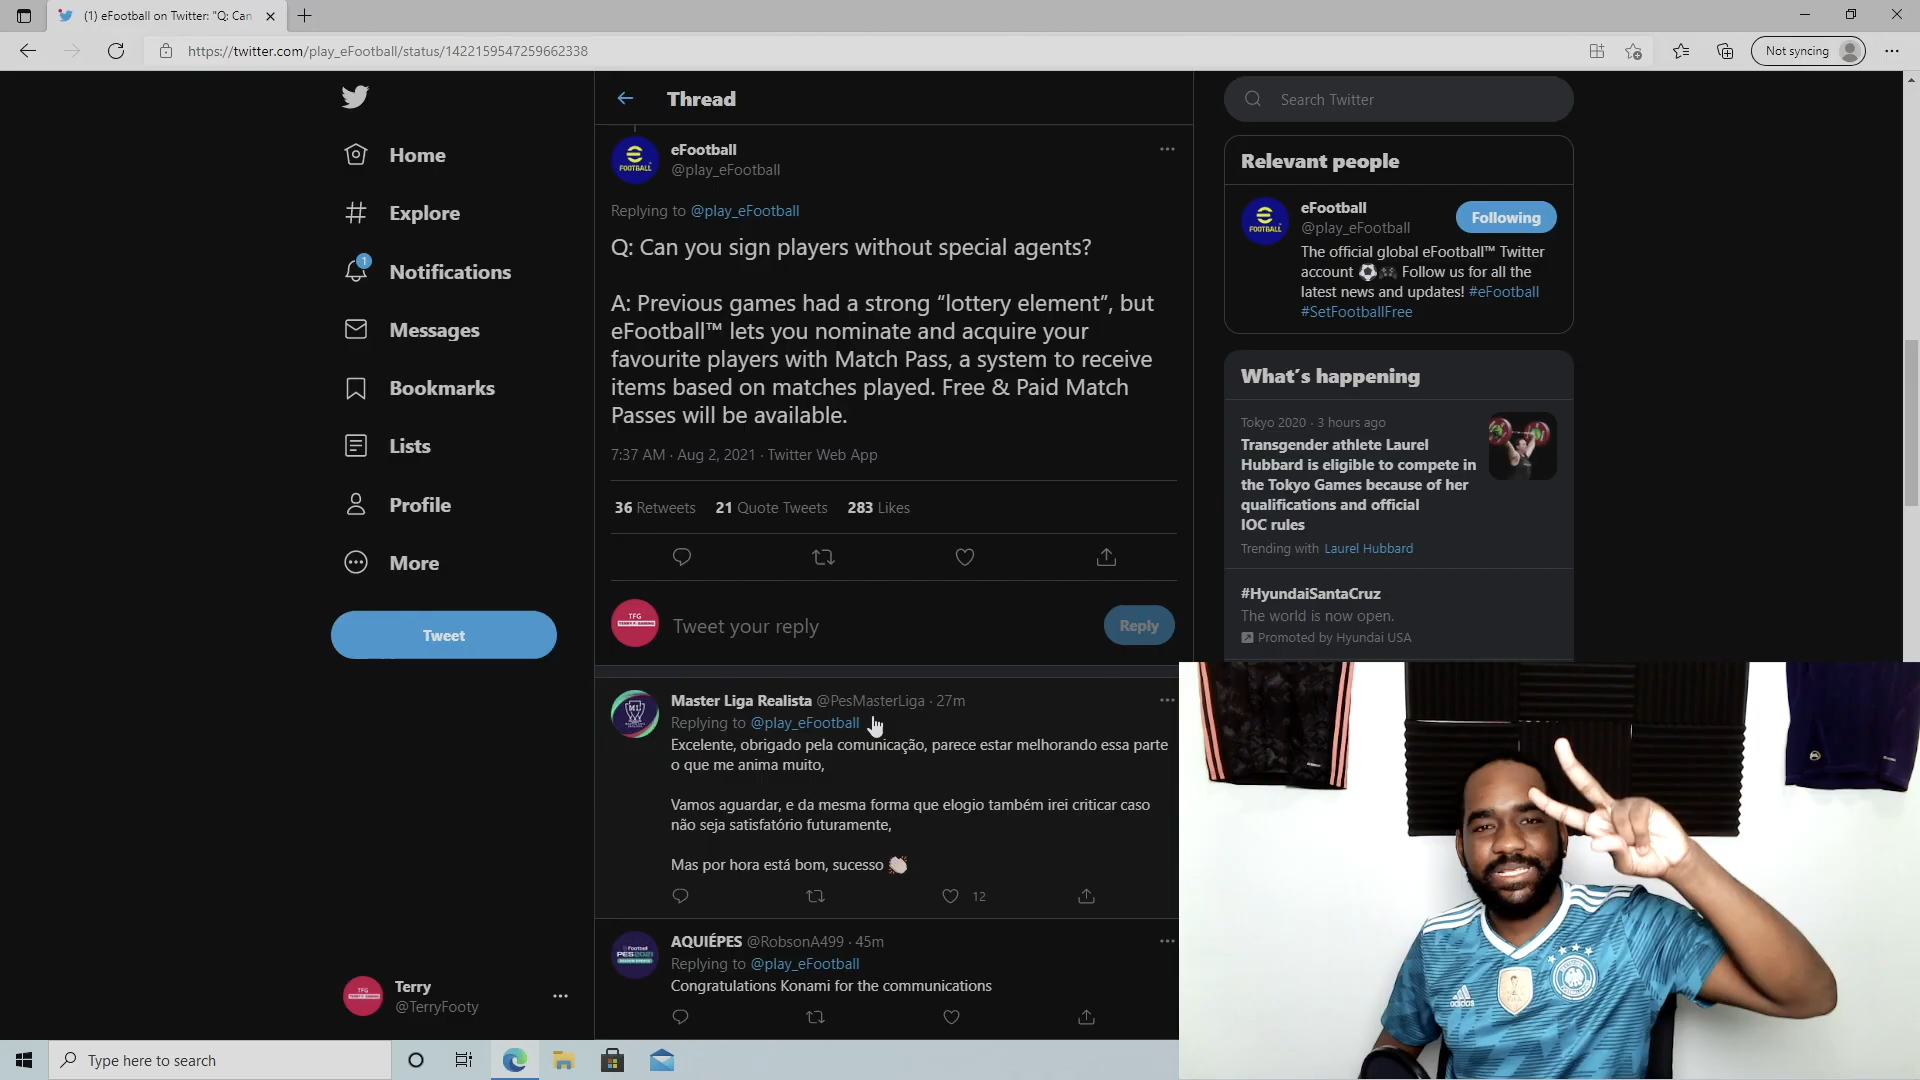 (1) eFootball on Twitter: "Q: Can
https://twitter.com/play_eFootball/status/1422159547259662338
Not syncing
Home
Explore
1
Notifications
Messages
Bookmarks
Lists
Profile
More
Tweet
Terry
@TerryFooty
Thread
eFootball
@play_eFootball
Replying to @play_eFootball
Q: Can you sign players without special agents?
A: Previous games had a strong “lottery element”, but
eFootball™ lets you nominate and acquire your
favourite players with Match Pass, a system to receive
items based on matches played. Free & Paid Match
Passes will be available.
7:37 AM · Aug 2, 2021 · Twitter Web App
36 Retweets 21 Quote Tweets 283 Likes
TFG
Tweet your reply
Reply
Master Liga Realista @PesMasterLiga · 27m
Replying to @play_eFootball
Excelente, obrigado pela comunicação, parece estar melhorando essa parte
o que me anima muito,
Vamos aguardar, e da mesma forma que elogio também irei criticar caso
não seja satisfatório futuramente,
Mas por hora está bom, sucesso
12
AQUIÉPES @RobsonA499 · 45m
Replying to @play_eFootball
Congratulations Konami for the communications
Search Twitter
Relevant people
eFootball
@play_eFootball
Following
The official global eFootball™ Twitter
account Follow us for all the
latest news and updates! #eFootball
#SetFootballFree
What's happening
Tokyo 2020 · 3 hours ago
Transgender athlete Laurel
Hubbard is eligible to compete in
the Tokyo Games because of her
qualifications and official
IOC rules
Trending with Laurel Hubbard
#HyundaiSantaCruz
The world is now open.
Promoted by Hyundai USA
adidas
Type here to search